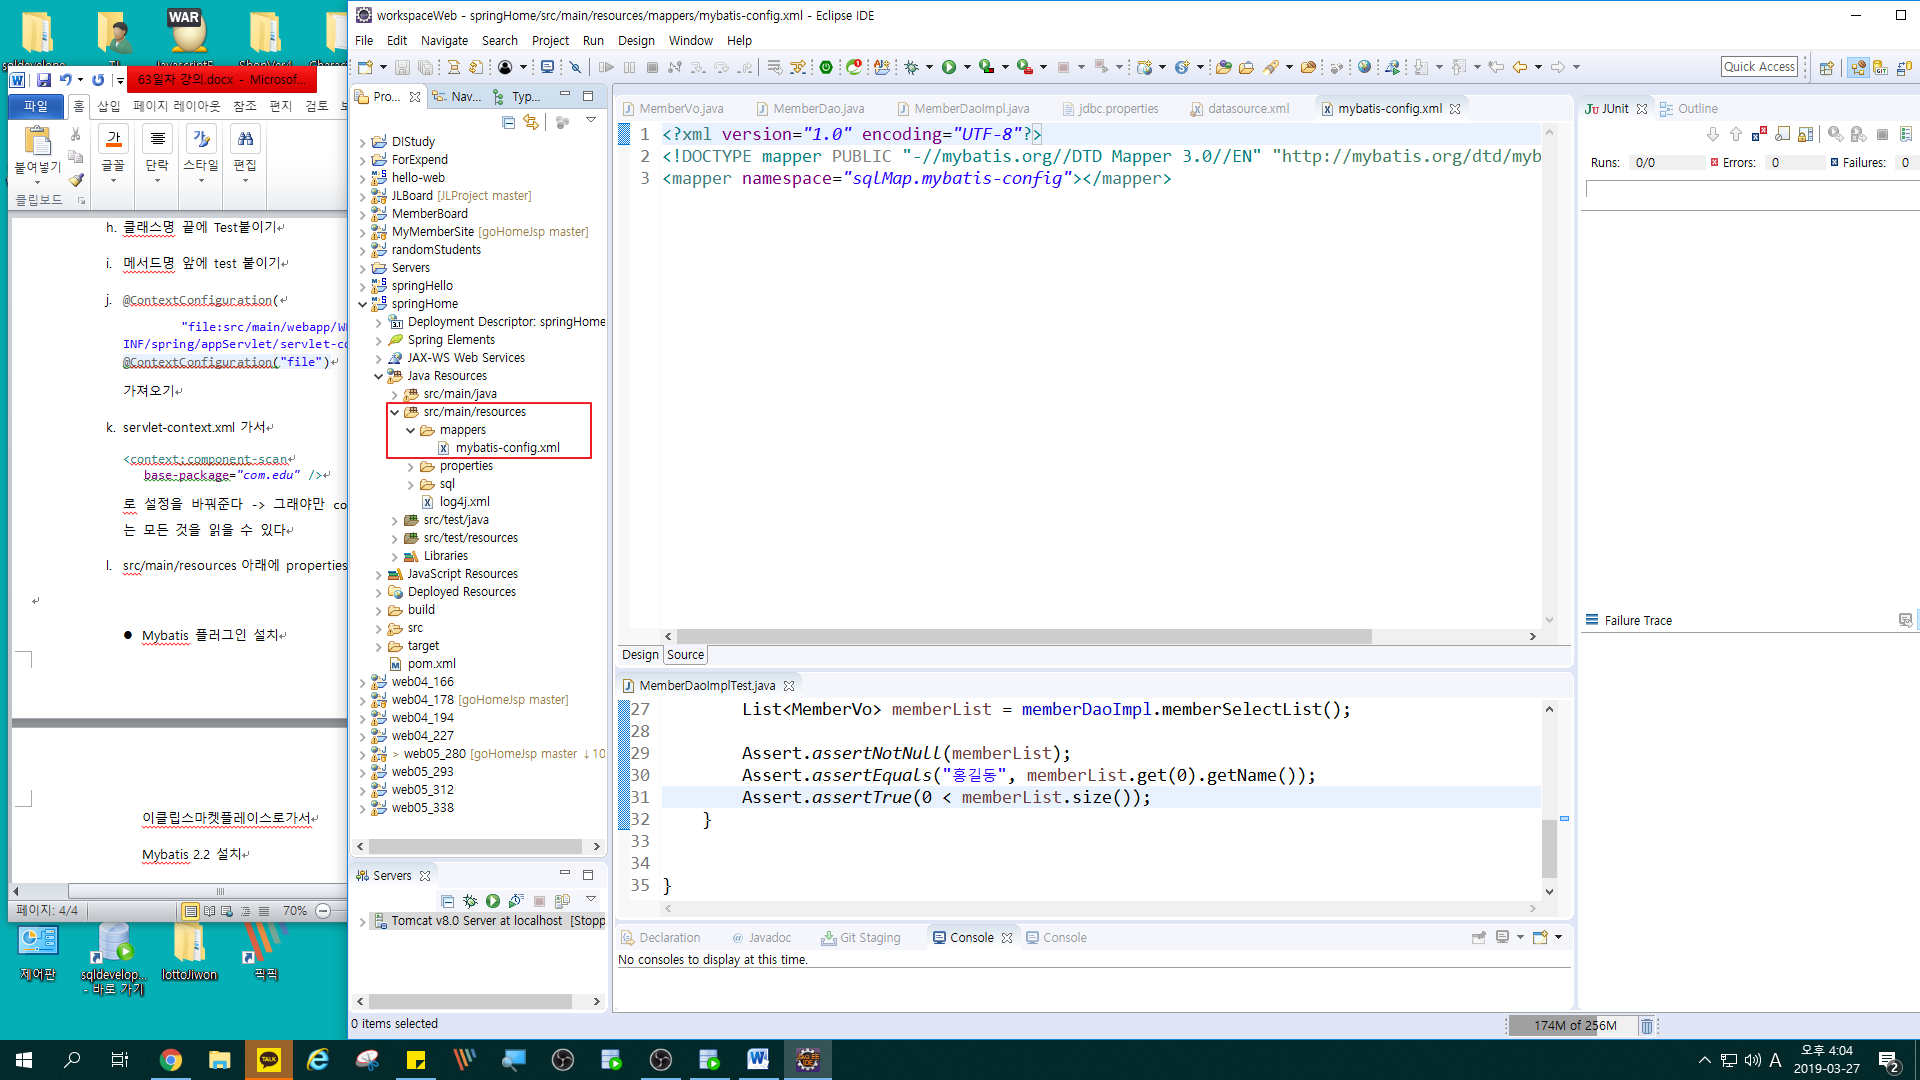 WAR
63일차 강의.docx - Microsof...
파일
홈
삽입
페이지 레이아웃
참조
편지
검토
붙여넣기
글꼴
단락
스타일
편집
클립보드
h. 클래스명 끝에 Test붙이기
i. 메서드명 앞에 test 붙이기
j. @ContextConfiguration(
"file:src/main/webapp/W
INF/spring/appServlet/servlet-co
@ContextConfiguration("file")
가져오기
k. servlet-context.xml 가서
<context:component-scan
base-package="com.edu" />
로 설정을 바꿔준다 -> 그래야만 co
는 모든 것을 읽을 수 있다
l. src/main/resources 아래에 properties
● Mybatis 플러그인 설치
이클립스마켓플레이스로가서
Mybatis 2.2 설치
페이지: 4/4
70%
제어판
sqldevelop...
- 바로 가기
lottoJiwon
픽픽
workspaceWeb - springHome/src/main/resources/mappers/mybatis-config.xml - Eclipse IDE
File Edit Navigate Search Project Run Design Window Help
Quick Access
Pro... Nav... Typ...
DIStudy
ForExpend
hello-web
JLBoard [JLProject master]
MemberBoard
MyMemberSite [goHomeJsp master]
randomStudents
Servers
springHello
springHome
Deployment Descriptor: springHome
Spring Elements
JAX-WS Web Services
Java Resources
src/main/java
src/main/resources
mappers
mybatis-config.xml
properties
sql
log4j.xml
src/test/java
src/test/resources
Libraries
JavaScript Resources
Deployed Resources
build
src
target
pom.xml
web04_166
web04_178 [goHomeJsp master]
web04_194
web04_227
> web05_280 [goHomeJsp master ↓10
web05_293
web05_312
web05_338
Servers
Tomcat v8.0 Server at localhost [Stopp
0 items selected
MemberVo.java MemberDao.java MemberDaoImpl.java jdbc.properties datasource.xml mybatis-config.xml
1 <?xml version="1.0" encoding="UTF-8"?>
2 <!DOCTYPE mapper PUBLIC "-//mybatis.org//DTD Mapper 3.0//EN" "http://mybatis.org/dtd/myb
3 <mapper namespace="sqlMap.mybatis-config"></mapper>
Design Source
MemberDaoImplTest.java
27 List<MemberVo> memberList = memberDaoImpl.memberSelectList();
28
29 Assert.assertNotNull(memberList);
30 Assert.assertEquals("홍길동", memberList.get(0).getName());
31 Assert.assertTrue(0 < memberList.size());
32 }
33
34
35 }
Declaration @ Javadoc Git Staging Console Console
No consoles to display at this time.
JUnit Outline
Runs: 0/0 Errors: 0 Failures: 0
Failure Trace
174M of 256M
TALK
A
오후 4:04
2019-03-27
2